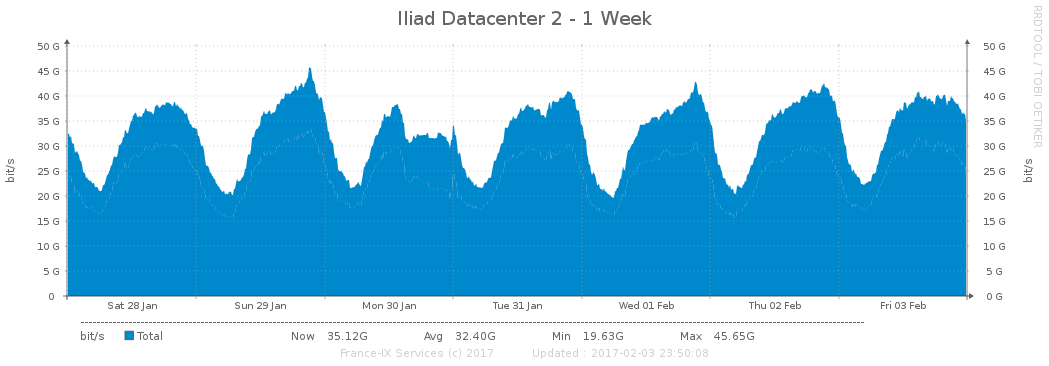 Iliad Datacenter 2 - 1 Week
RRDTOOL / TOBI OETIKER
50 G 50 G
45 G 45 G
40 G 40 G
35 G 35 G
30 G 30 G
25 G 25 G
20 G 20 G
15 G 15 G
10 G 10 G
5 G 5 G
0 0 G
bit/s bit/s
Sat 28 Jan Sun 29 Jan Mon 30 Jan Tue 31 Jan Wed 01 Feb Thu 02 Feb Fri 03 Feb
bit/s Total Now 35.12G Avg 32.40G Min 19.63G Max 45.65G
France-IX Services (c) 2017 Updated : 2017-02-03 23:50:08